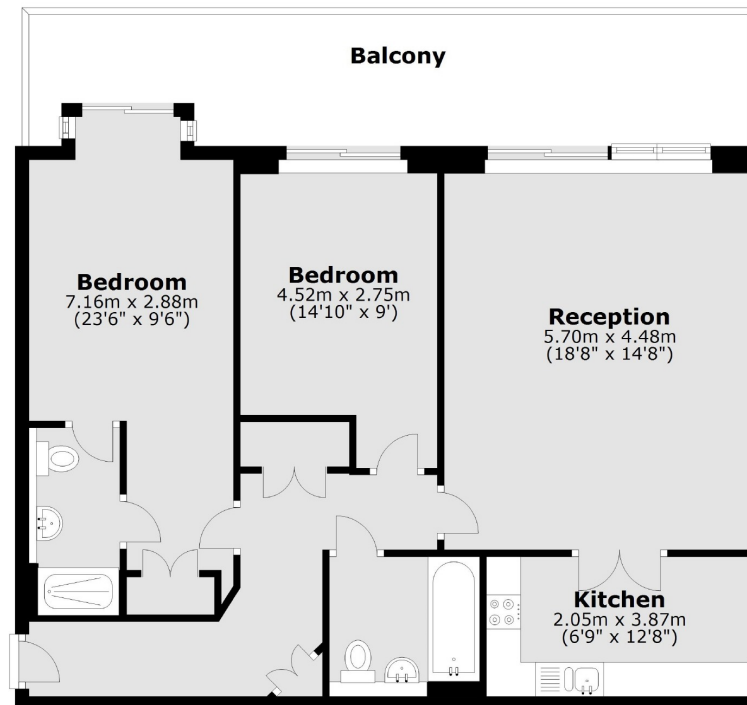 Balcony
Bedroom
7.16m x 2.88m
(23'6" x 9'6")
Bedroom
4.52m x 2.75m
(14'10" x 9')
Reception
5.70m x 4.48m
(18'8" x 14'8")
Kitchen
2.05m x 3.87m
(6'9" x 12'8")